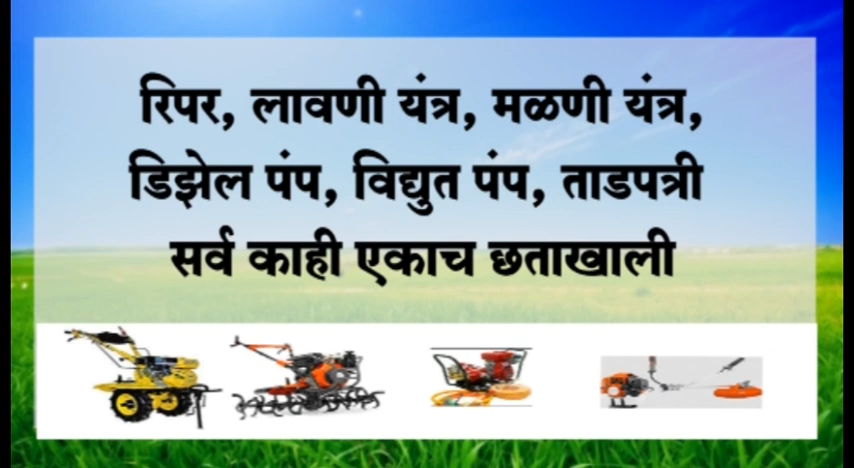 रिपर, लावणी यंत्र, मळणी यंत्र,
डिझेल पंप, विद्युत पंप, ताडपत्री
सर्व काही एकाच छताखाली